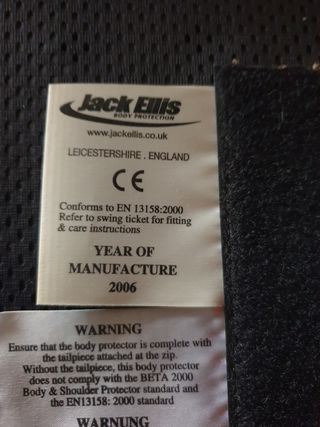 Jack Ellis
BODY PROTECTION
www.jackellis.co.uk
LEICESTERSHIRE . ENGLAND
CE
Conforms to EN 13158:2000
Refer to swing ticket for fitting
& care instructions
YEAR OF
MANUFACTURE
2006
WARNING
Ensure that the body protector is complete with
the tailpiece attached at the zip.
Without the tailpiece, this body protector
does not comply with the BETA 2000
Body & Shoulder Protector standard and
the EN13158: 2000 standard
WARNUNG